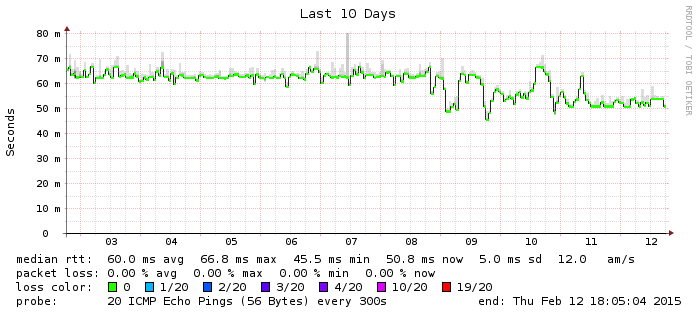 Last 10 Days
RRDTOOL / TOBI OETIKER
Seconds
80 m
70 m
60 m
50 m
40 m
30 m
20 m
10 m
0
03 04 05 06 07 08 09 10 11 12
median rtt: 60.0 ms avg 66.8 ms max 45.5 ms min 50.8 ms now 5.0 ms sd 12.0 am/s
packet loss: 0.00 % avg 0.00 % max 0.00 % min 0.00 % now
loss color: 0 1/20 2/20 3/20 4/20 10/20 19/20
probe: 20 ICMP Echo Pings (56 Bytes) every 300s end: Thu Feb 12 18:05:04 2015